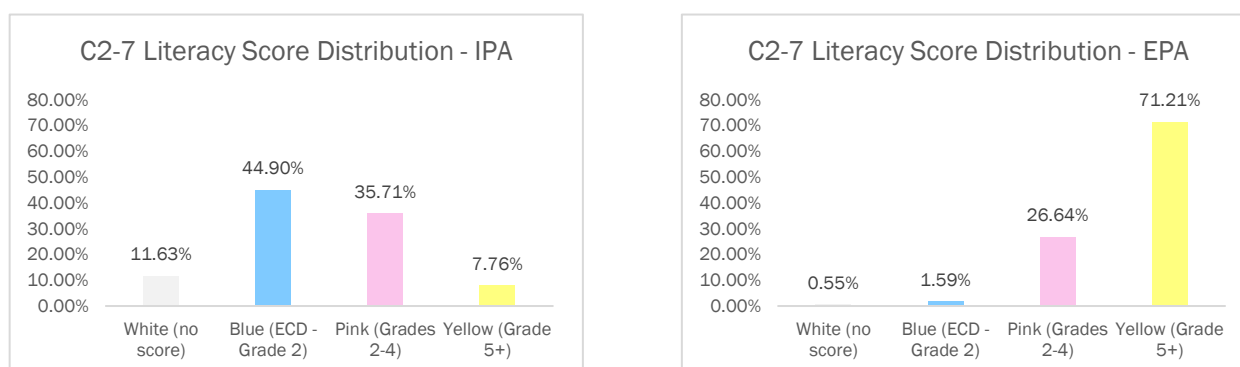 C2-7 Literacy Score Distribution - IPA
80.00%
70.00%
60.00%
50.00%
40.00%
30.00%
20.00%
10.00%
0.00%
11.63%
44.90%
35.71%
7.76%
White (no
score)
Blue (ECD -
Grade 2)
Pink (Grades
2-4)
Yellow (Grade
5+)
C2-7 Literacy Score Distribution - EPA
80.00%
70.00%
60.00%
50.00%
40.00%
30.00%
20.00%
10.00%
0.00%
0.55%
1.59%
26.64%
71.21%
White (no
score)
Blue (ECD -
Grade 2)
Pink (Grades
2-4)
Yellow (Grade
5+)